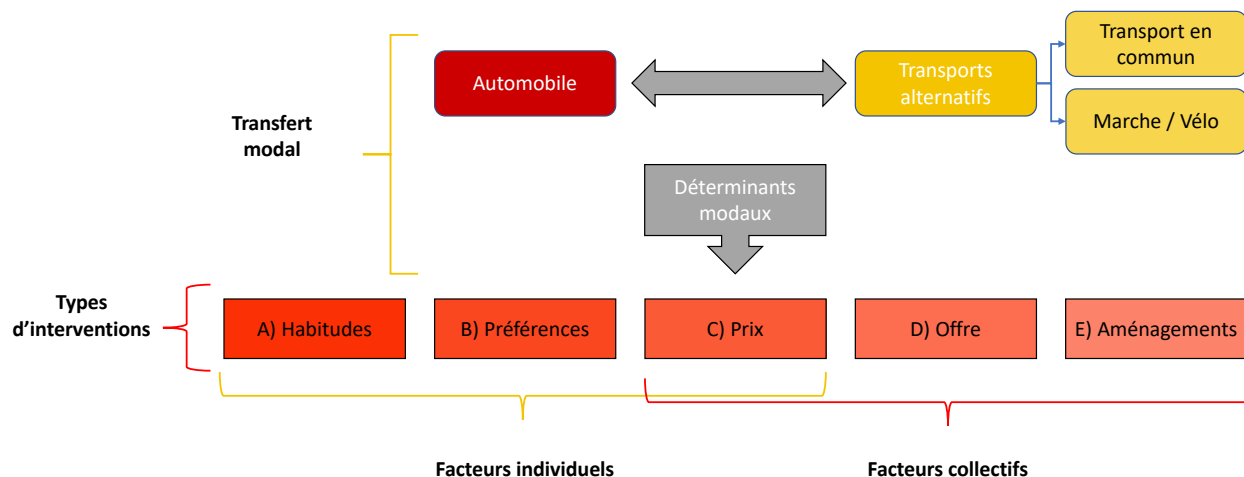 Transport en
commun
Automobile
Transports
alternatifs
Marche / Vélo
Transfert
modal
Déterminants
modaux
Types
d’interventions
A) Habitudes
B) Préférences
C) Prix
D) Offre
E) Aménagements
Facteurs individuels
Facteurs collectifs